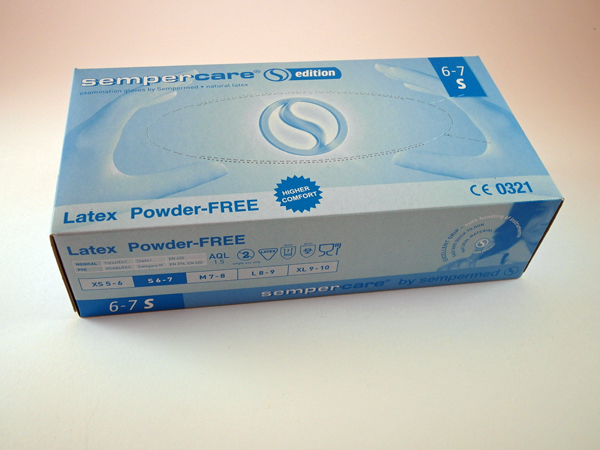 sempercare® edition
examination gloves by Sempermed • natural latex
6-7
S
HIGHER
COMFORT
Latex Powder-FREE
CE 0321
Latex Powder-FREE
AQL
1.5
2
LATEX
XS 5-6
S 6-7
M 7-8
L 8-9
XL 9-10
6-7 S
sempercare® by sempermed